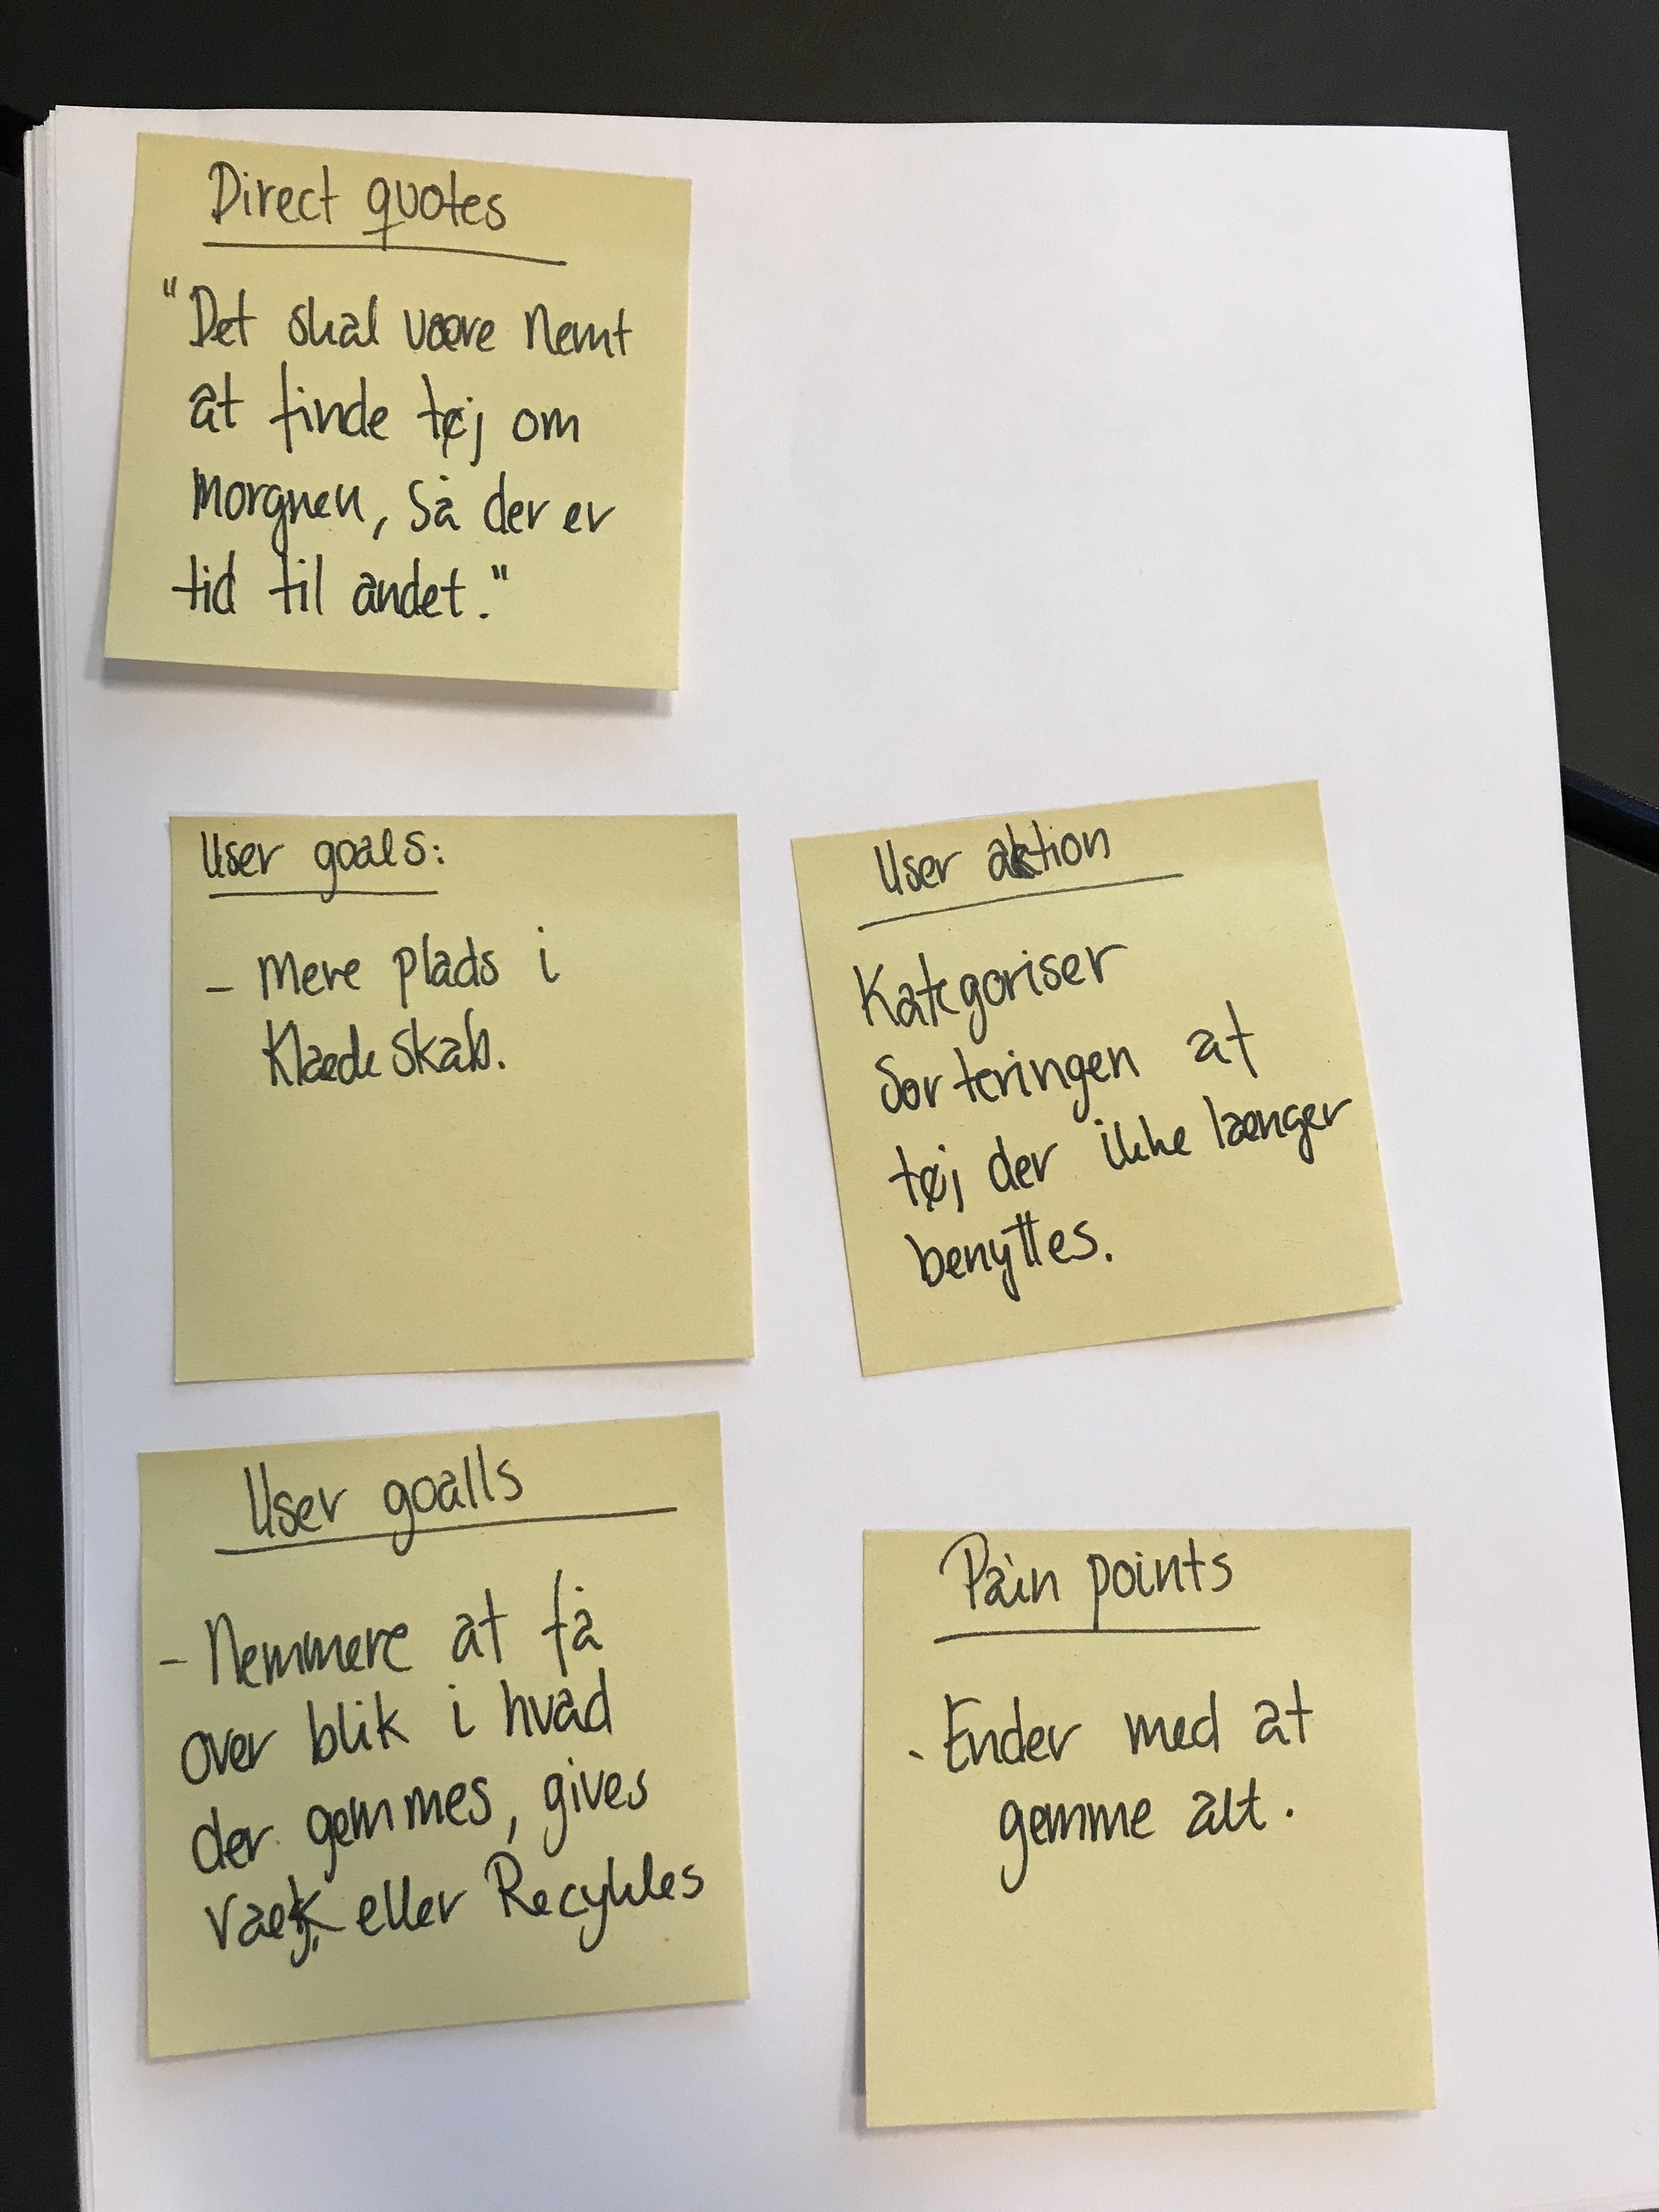 Direct quotes
"Det skal være nemt
at finde tøj om
morgnen, så der er
tid til andet."
User goals:
- Mere plads i
Klædeskab.
User aktion
Kategoriser
Sorteringen at
tøj der ikke længer
benyttes.
User goalls
- Nemmere at få
over blik i hvad
der gemmes, gives
væk, eller Recykles
Pain points
- Ender med at
gemme alt.